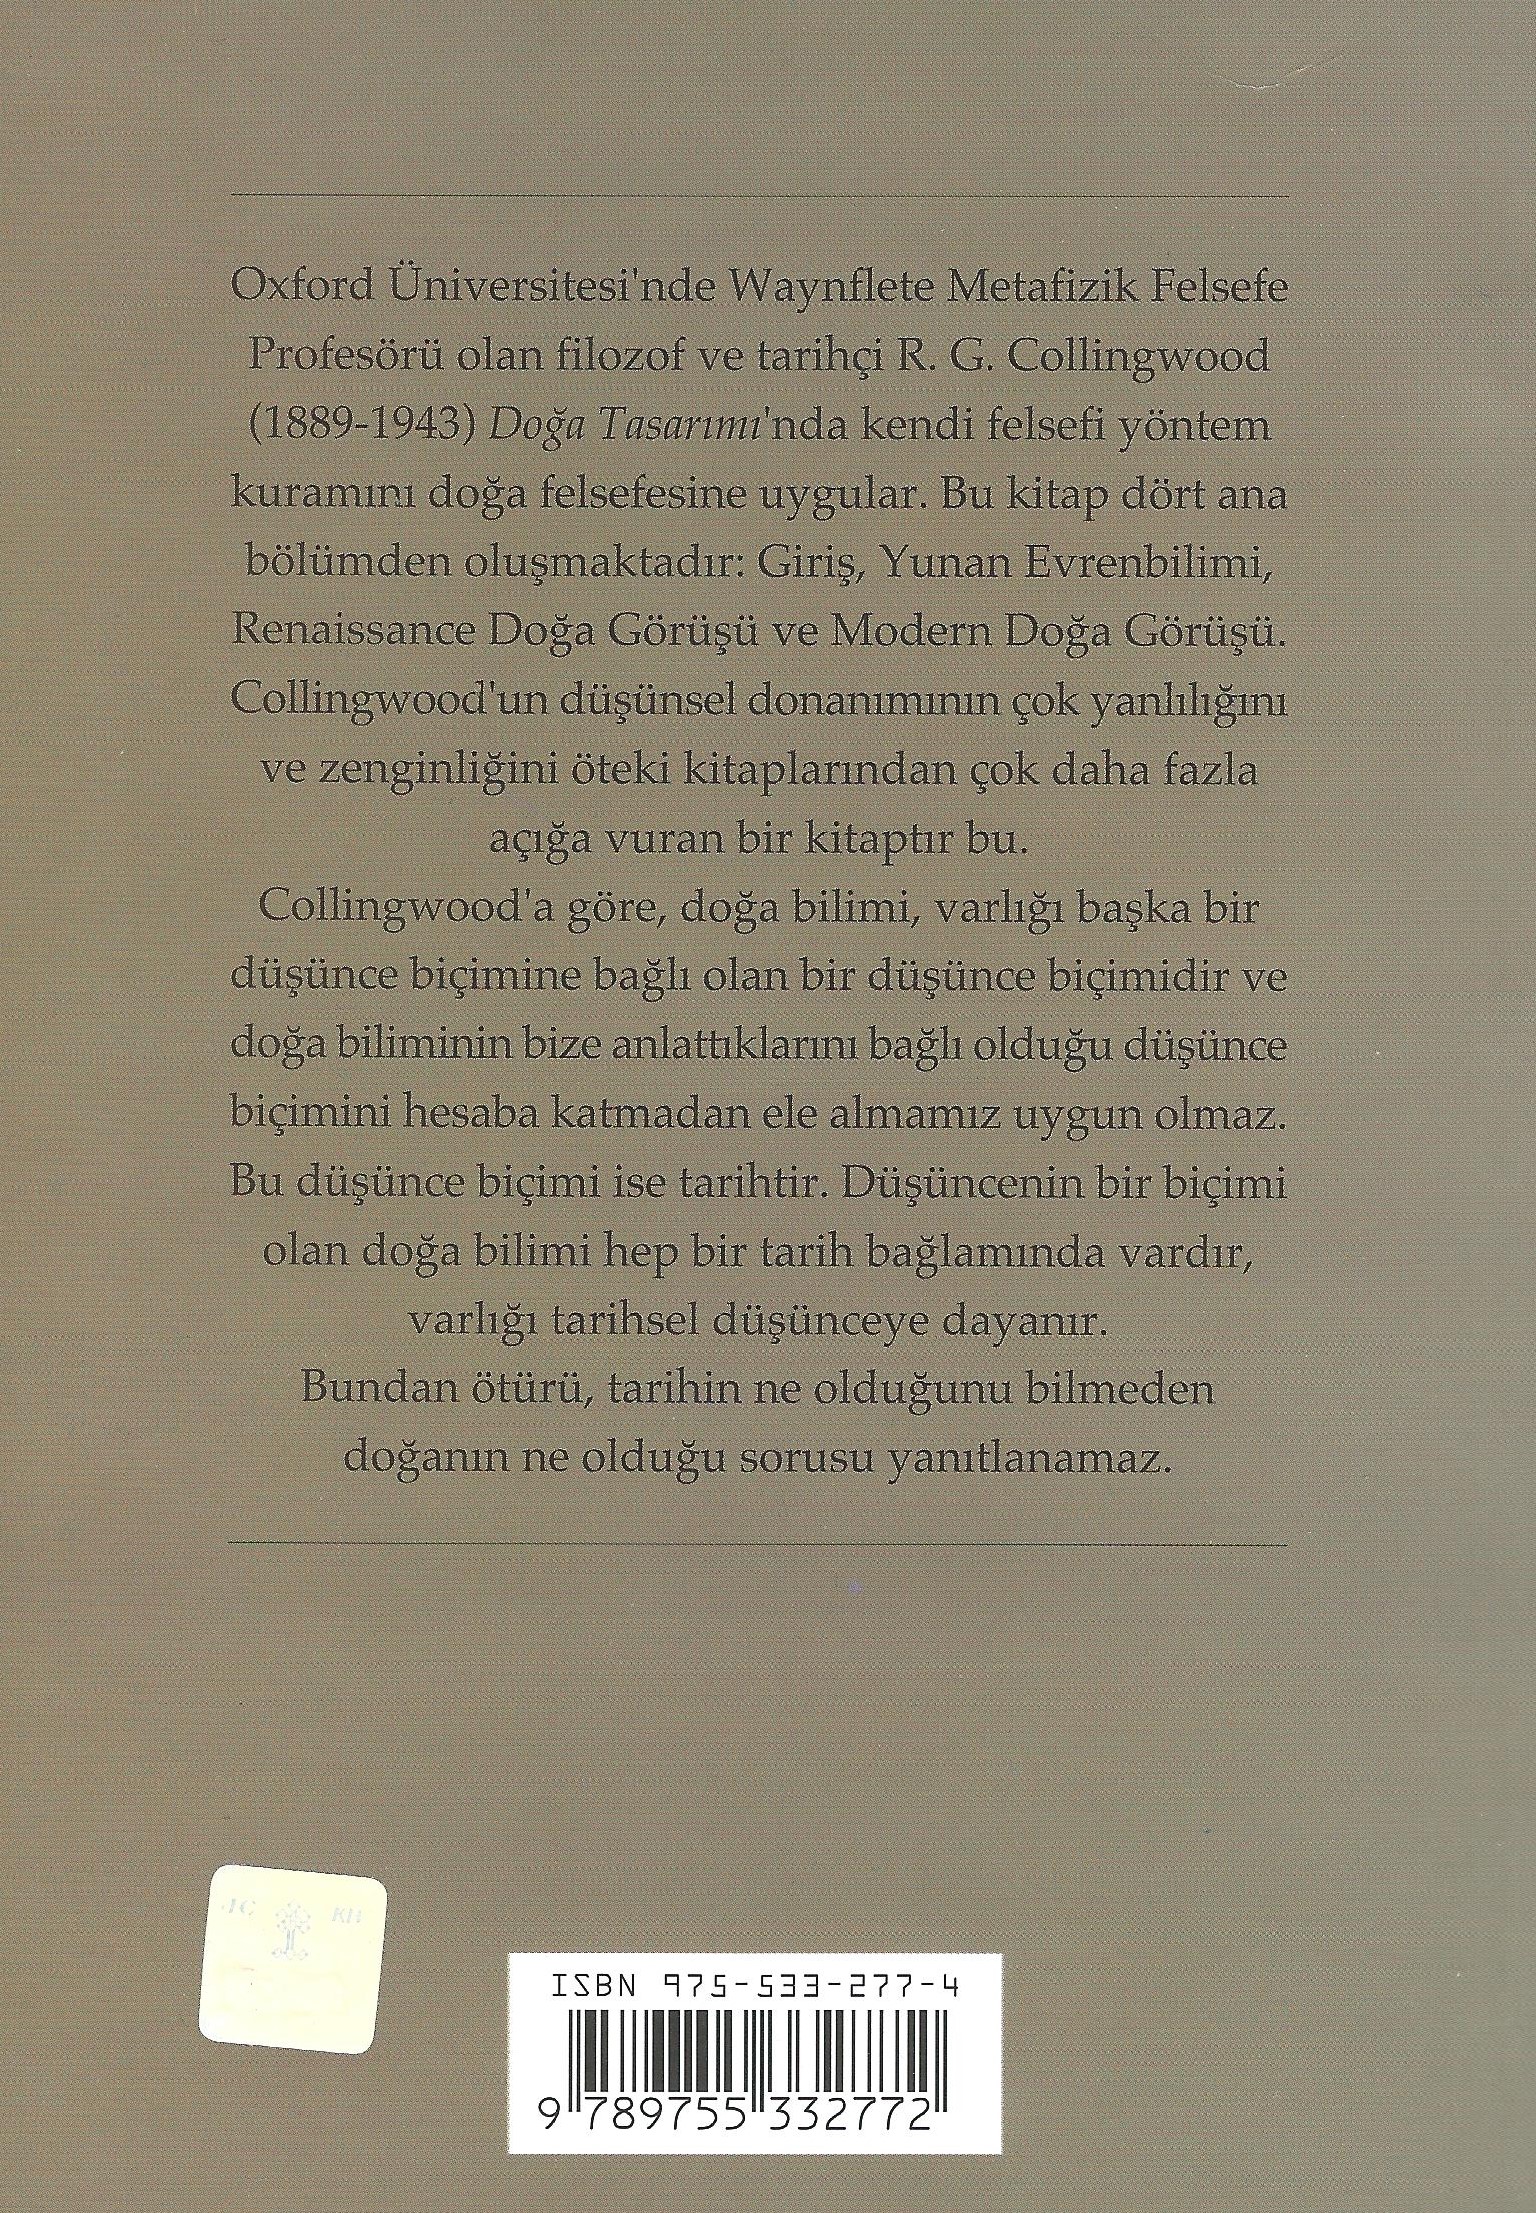 Oxford Üniversitesi'nde Waynflete Metafizik Felsefe
Profesörü olan filozof ve tarihçi R. G. Collingwood
(1889-1943) Doğa Tasarımı'nda kendi felsefi yöntem
kuramını doğa felsefesine uygular. Bu kitap dört ana
bölümden oluşmaktadır: Giriş, Yunan Evrenbilimi,
Renaissance Doğa Görüşü ve Modern Doğa Görüşü.
Collingwood'un düşünsel donanımının çok yanlılığını
ve zenginliğini öteki kitaplarından çok daha fazla
açığa vuran bir kitaptır bu.
Collingwood'a göre, doğa bilimi, varlığı başka bir
düşünce biçimine bağlı olan bir düşünce biçimidir ve
doğa biliminin bize anlattıklarını bağlı olduğu düşünce
biçimini hesaba katmadan ele almamız uygun olmaz.
Bu düşünce biçimi ise tarihtir. Düşüncenin bir biçimi
olan doğa bilimi hep bir tarih bağlamında vardır,
varlığı tarihsel düşünceye dayanır.
Bundan ötürü, tarihin ne olduğunu bilmeden
doğanın ne olduğu sorusu yanıtlanamaz.
ISBN 975-533-277-4
9 789755 332772